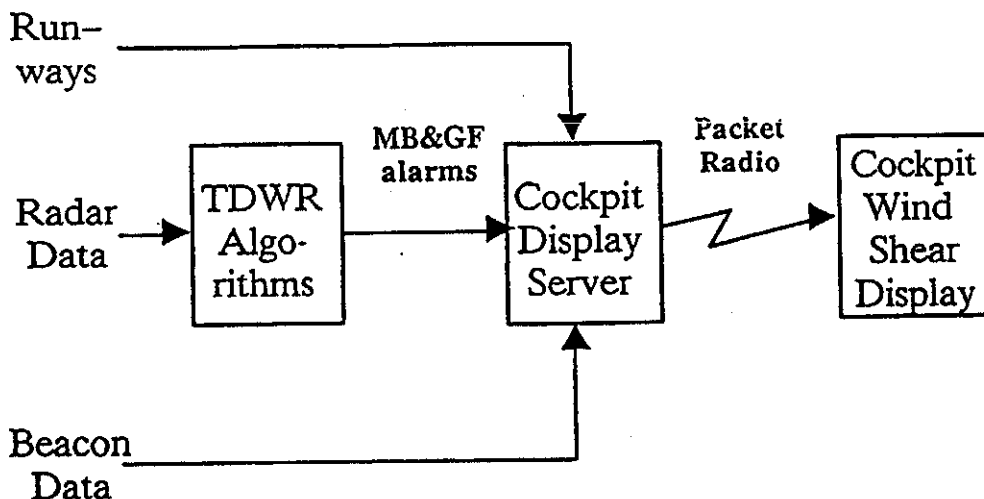 Run–
ways
MB&GF
alarms
Packet
Radio
Radar
Data
TDWR
Algo-
rithms
Cockpit
Display
Server
Cockpit
Wind
Shear
Display
Beacon
Data